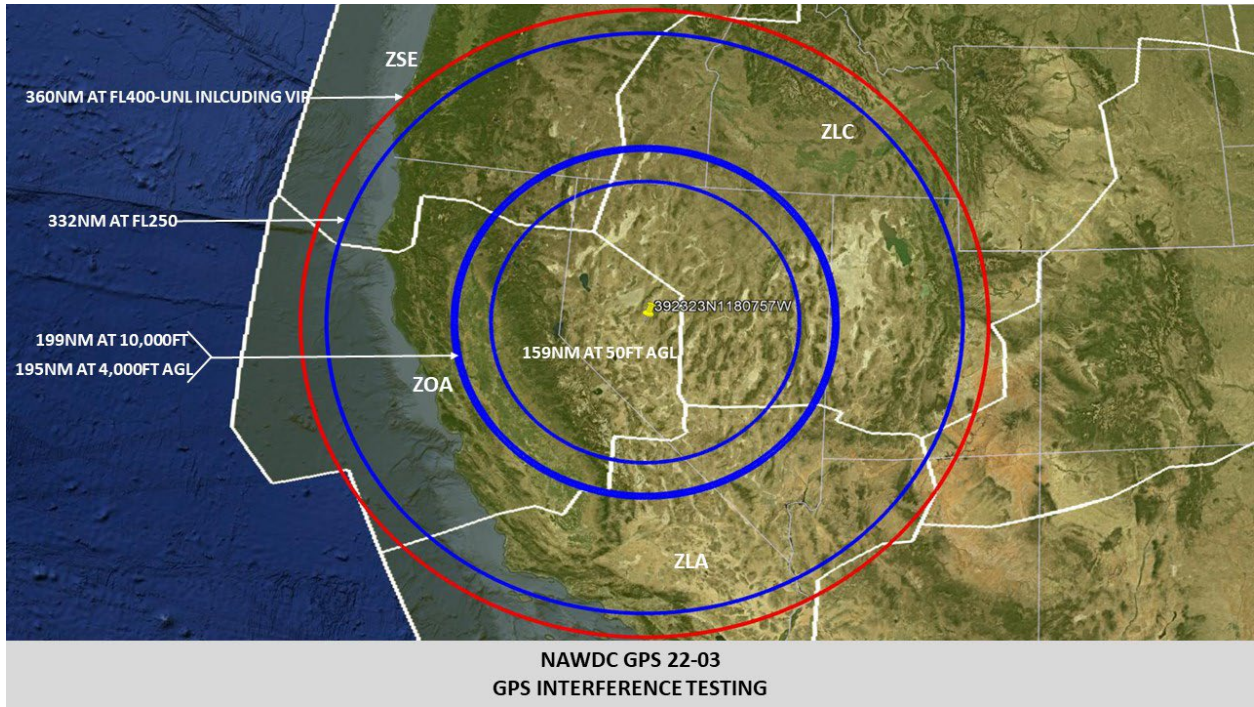 ZSE
360NM AT FL400-UNL INLCUDING VIP
ZLC
332NM AT FL250
392323N1180757W
199NM AT 10,000FT
195NM AT 4,000FT AGL
159NM AT 50FT AGL
ZOA
ZLA
NAWDC GPS 22-03
GPS INTERFERENCE TESTING